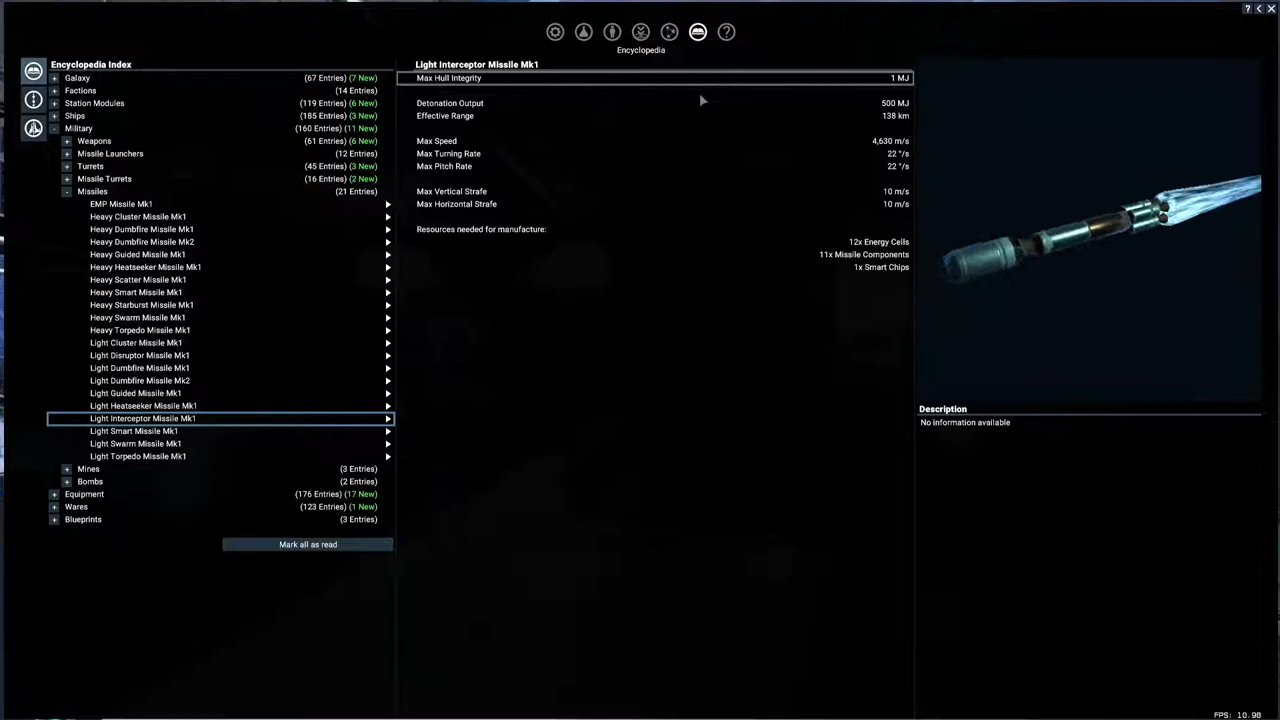 ? < X
Encyclopedia
Encyclopedia Index
Galaxy (67 Entries) (7 New)
Factions (14 Entries)
Station Modules (119 Entries) (6 New)
Ships (185 Entries) (3 New)
Military (160 Entries) (11 New)
Weapons (61 Entries) (6 New)
Missile Launchers (12 Entries)
Turrets (45 Entries) (3 New)
Missile Turrets (16 Entries) (2 New)
Missiles (21 Entries)
EMP Missile Mk1
Heavy Cluster Missile Mk1
Heavy Dumbfire Missile Mk1
Heavy Dumbfire Missile Mk2
Heavy Guided Missile Mk1
Heavy Heatseeker Missile Mk1
Heavy Scatter Missile Mk1
Heavy Smart Missile Mk1
Heavy Starburst Missile Mk1
Heavy Swarm Missile Mk1
Heavy Torpedo Missile Mk1
Light Cluster Missile Mk1
Light Disruptor Missile Mk1
Light Dumbfire Missile Mk1
Light Dumbfire Missile Mk2
Light Guided Missile Mk1
Light Heatseeker Missile Mk1
Light Interceptor Missile Mk1
Light Smart Missile Mk1
Light Swarm Missile Mk1
Light Torpedo Missile Mk1
Mines (3 Entries)
Bombs (2 Entries)
Equipment (176 Entries) (17 New)
Wares (123 Entries) (1 New)
Blueprints (3 Entries)
Mark all as read
Light Interceptor Missile Mk1
Max Hull Integrity 1 MJ
Detonation Output 500 MJ
Effective Range 138 km
Max Speed 4,630 m/s
Max Turning Rate 22 °/s
Max Pitch Rate 22 °/s
Max Vertical Strafe 10 m/s
Max Horizontal Strafe 10 m/s
Resources needed for manufacture:
12x Energy Cells
11x Missile Components
1x Smart Chips
Description
No information available
FPS: 10.98